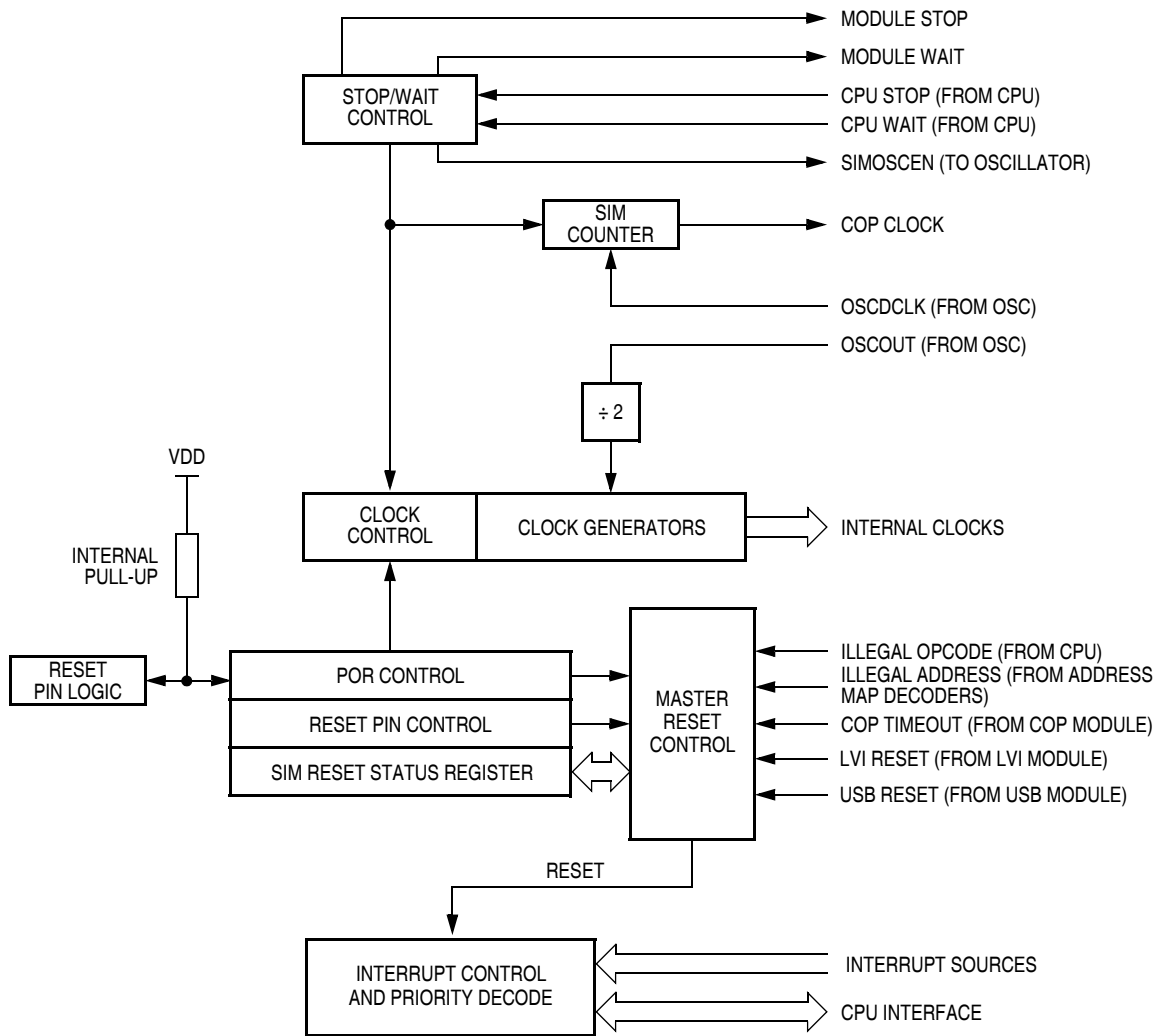 MODULE STOP
MODULE WAIT
STOP/WAIT
CONTROL
CPU STOP (FROM CPU)
CPU WAIT (FROM CPU)
SIMOSCEN (TO OSCILLATOR)
SIM
COUNTER
COP CLOCK
OSCDCLK (FROM OSC)
OSCOUT (FROM OSC)
÷ 2
VDD
INTERNAL
PULL-UP
CLOCK
CONTROL
CLOCK GENERATORS
INTERNAL CLOCKS
RESET
PIN LOGIC
POR CONTROL
RESET PIN CONTROL
SIM RESET STATUS REGISTER
MASTER
RESET
CONTROL
ILLEGAL OPCODE (FROM CPU)
ILLEGAL ADDRESS (FROM ADDRESS
MAP DECODERS)
COP TIMEOUT (FROM COP MODULE)
LVI RESET (FROM LVI MODULE)
USB RESET (FROM USB MODULE)
RESET
INTERRUPT CONTROL
AND PRIORITY DECODE
INTERRUPT SOURCES
CPU INTERFACE